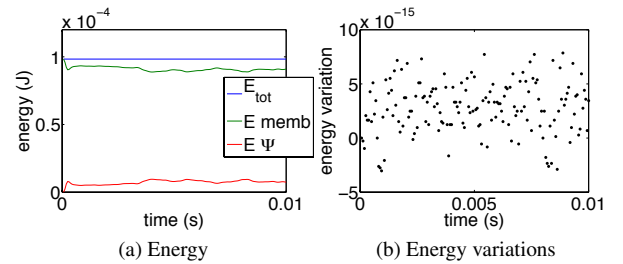 x 10⁻⁴
1
0.5
0
energy (J)
E_tot
E memb
E Ψ
0
0.01
time (s)
(a) Energy
x 10⁻¹⁵
10
5
0
−5
energy variation
0
0.005
0.01
time (s)
(b) Energy variations